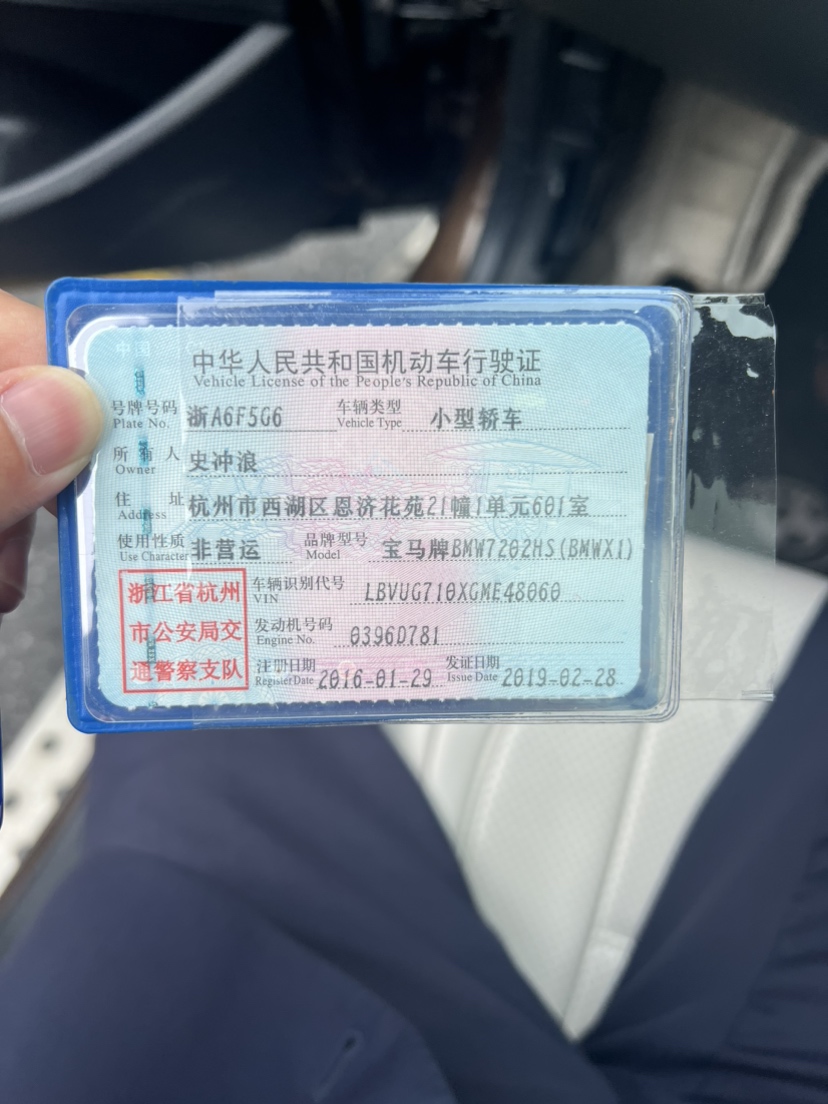 中国
中华人民共和国机动车行驶证
Vehicle License of the People's Republic of China
号牌号码 浙A6F5G6 车辆类型 小型轿车
Plate No. Vehicle Type
所有人 史冲浪
Owner
住址 杭州市西湖区恩济花苑21幢1单元601室
Address
使用性质 非营运 品牌型号 宝马牌BMW7202HS(BMWX1)
Use Character Model
浙江省杭州
市公安局交
通警察支队
车辆识别代号 LBVUG710XGME48060
VIN
发动机号码 0396D781
Engine No.
注册日期 2016-01-29 发证日期 2019-02-28
Register Date Issue Date